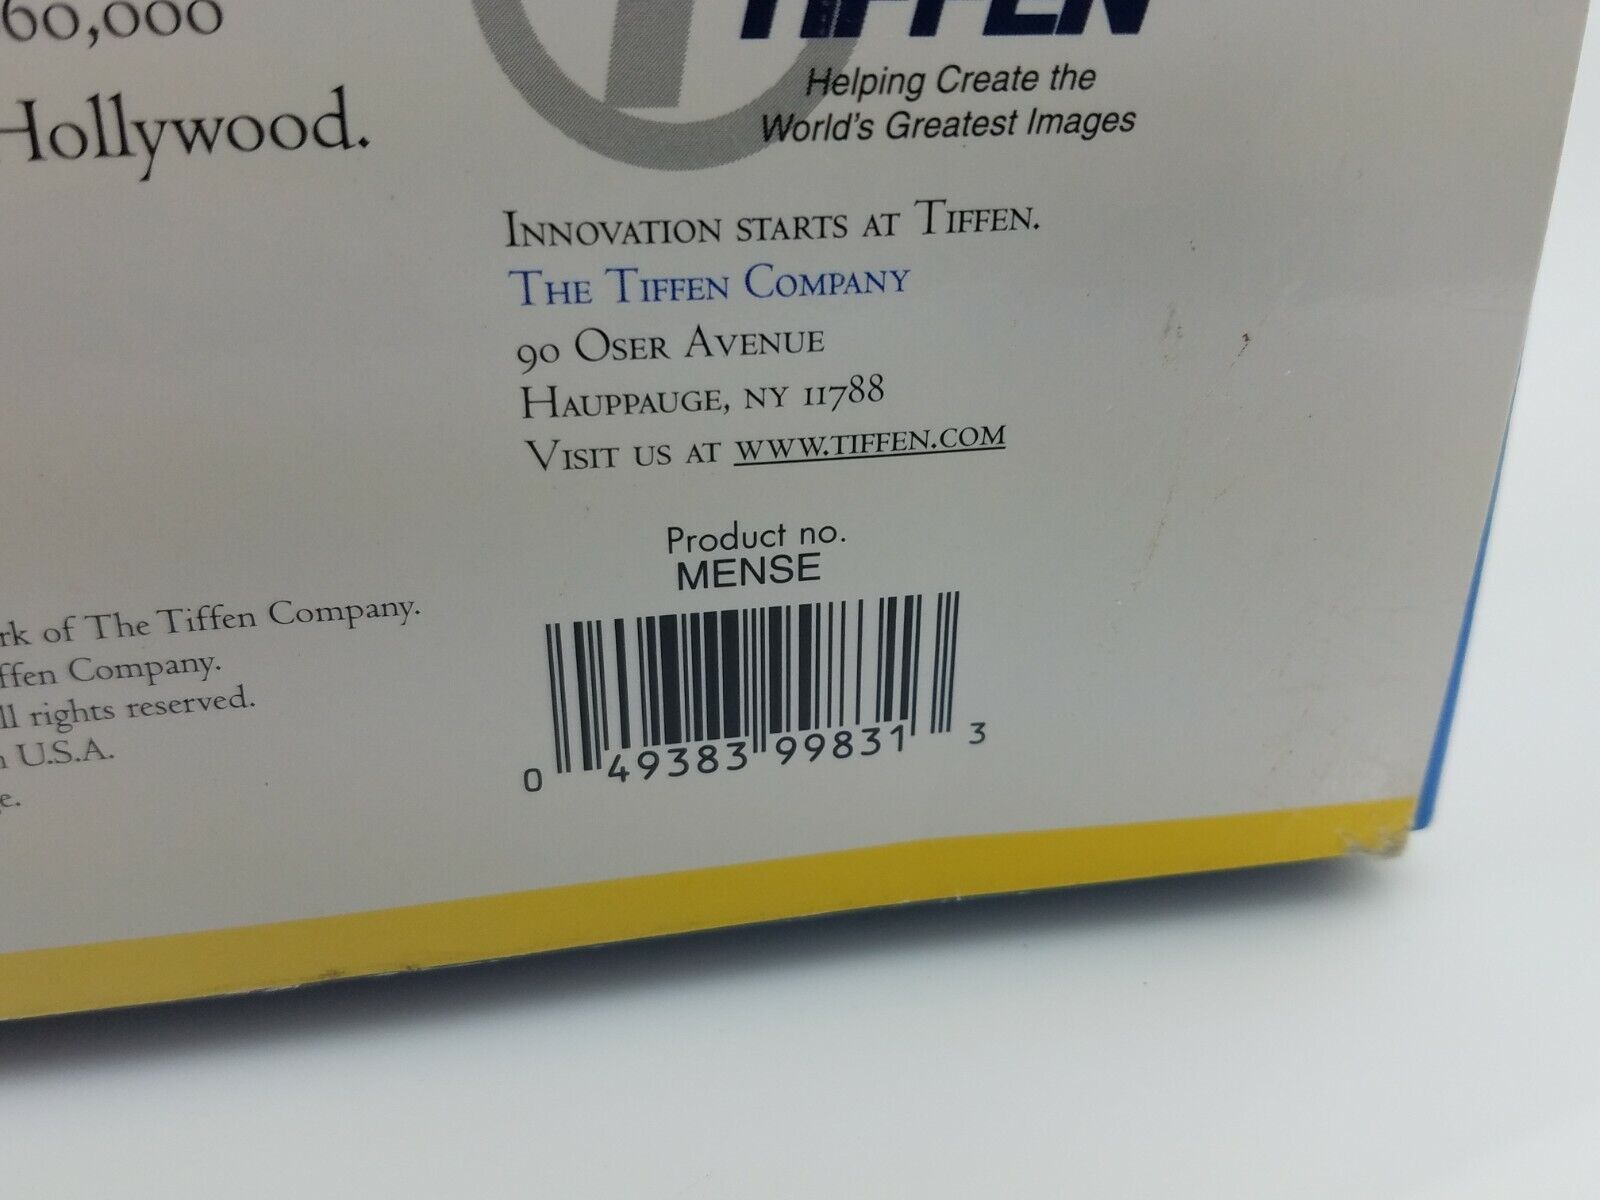 60,000
Hollywood.
TIFFEN
Helping Create the
World's Greatest Images
INNOVATION STARTS AT TIFFEN.
THE TIFFEN COMPANY
90 OSER AVENUE
HAUPPAUGE, NY 11788
VISIT US AT WWW.TIFFEN.COM
Product no.
MENSE
0 49383 99831 3
of The Tiffen Company.
Company.
rights reserved.
U.S.A.